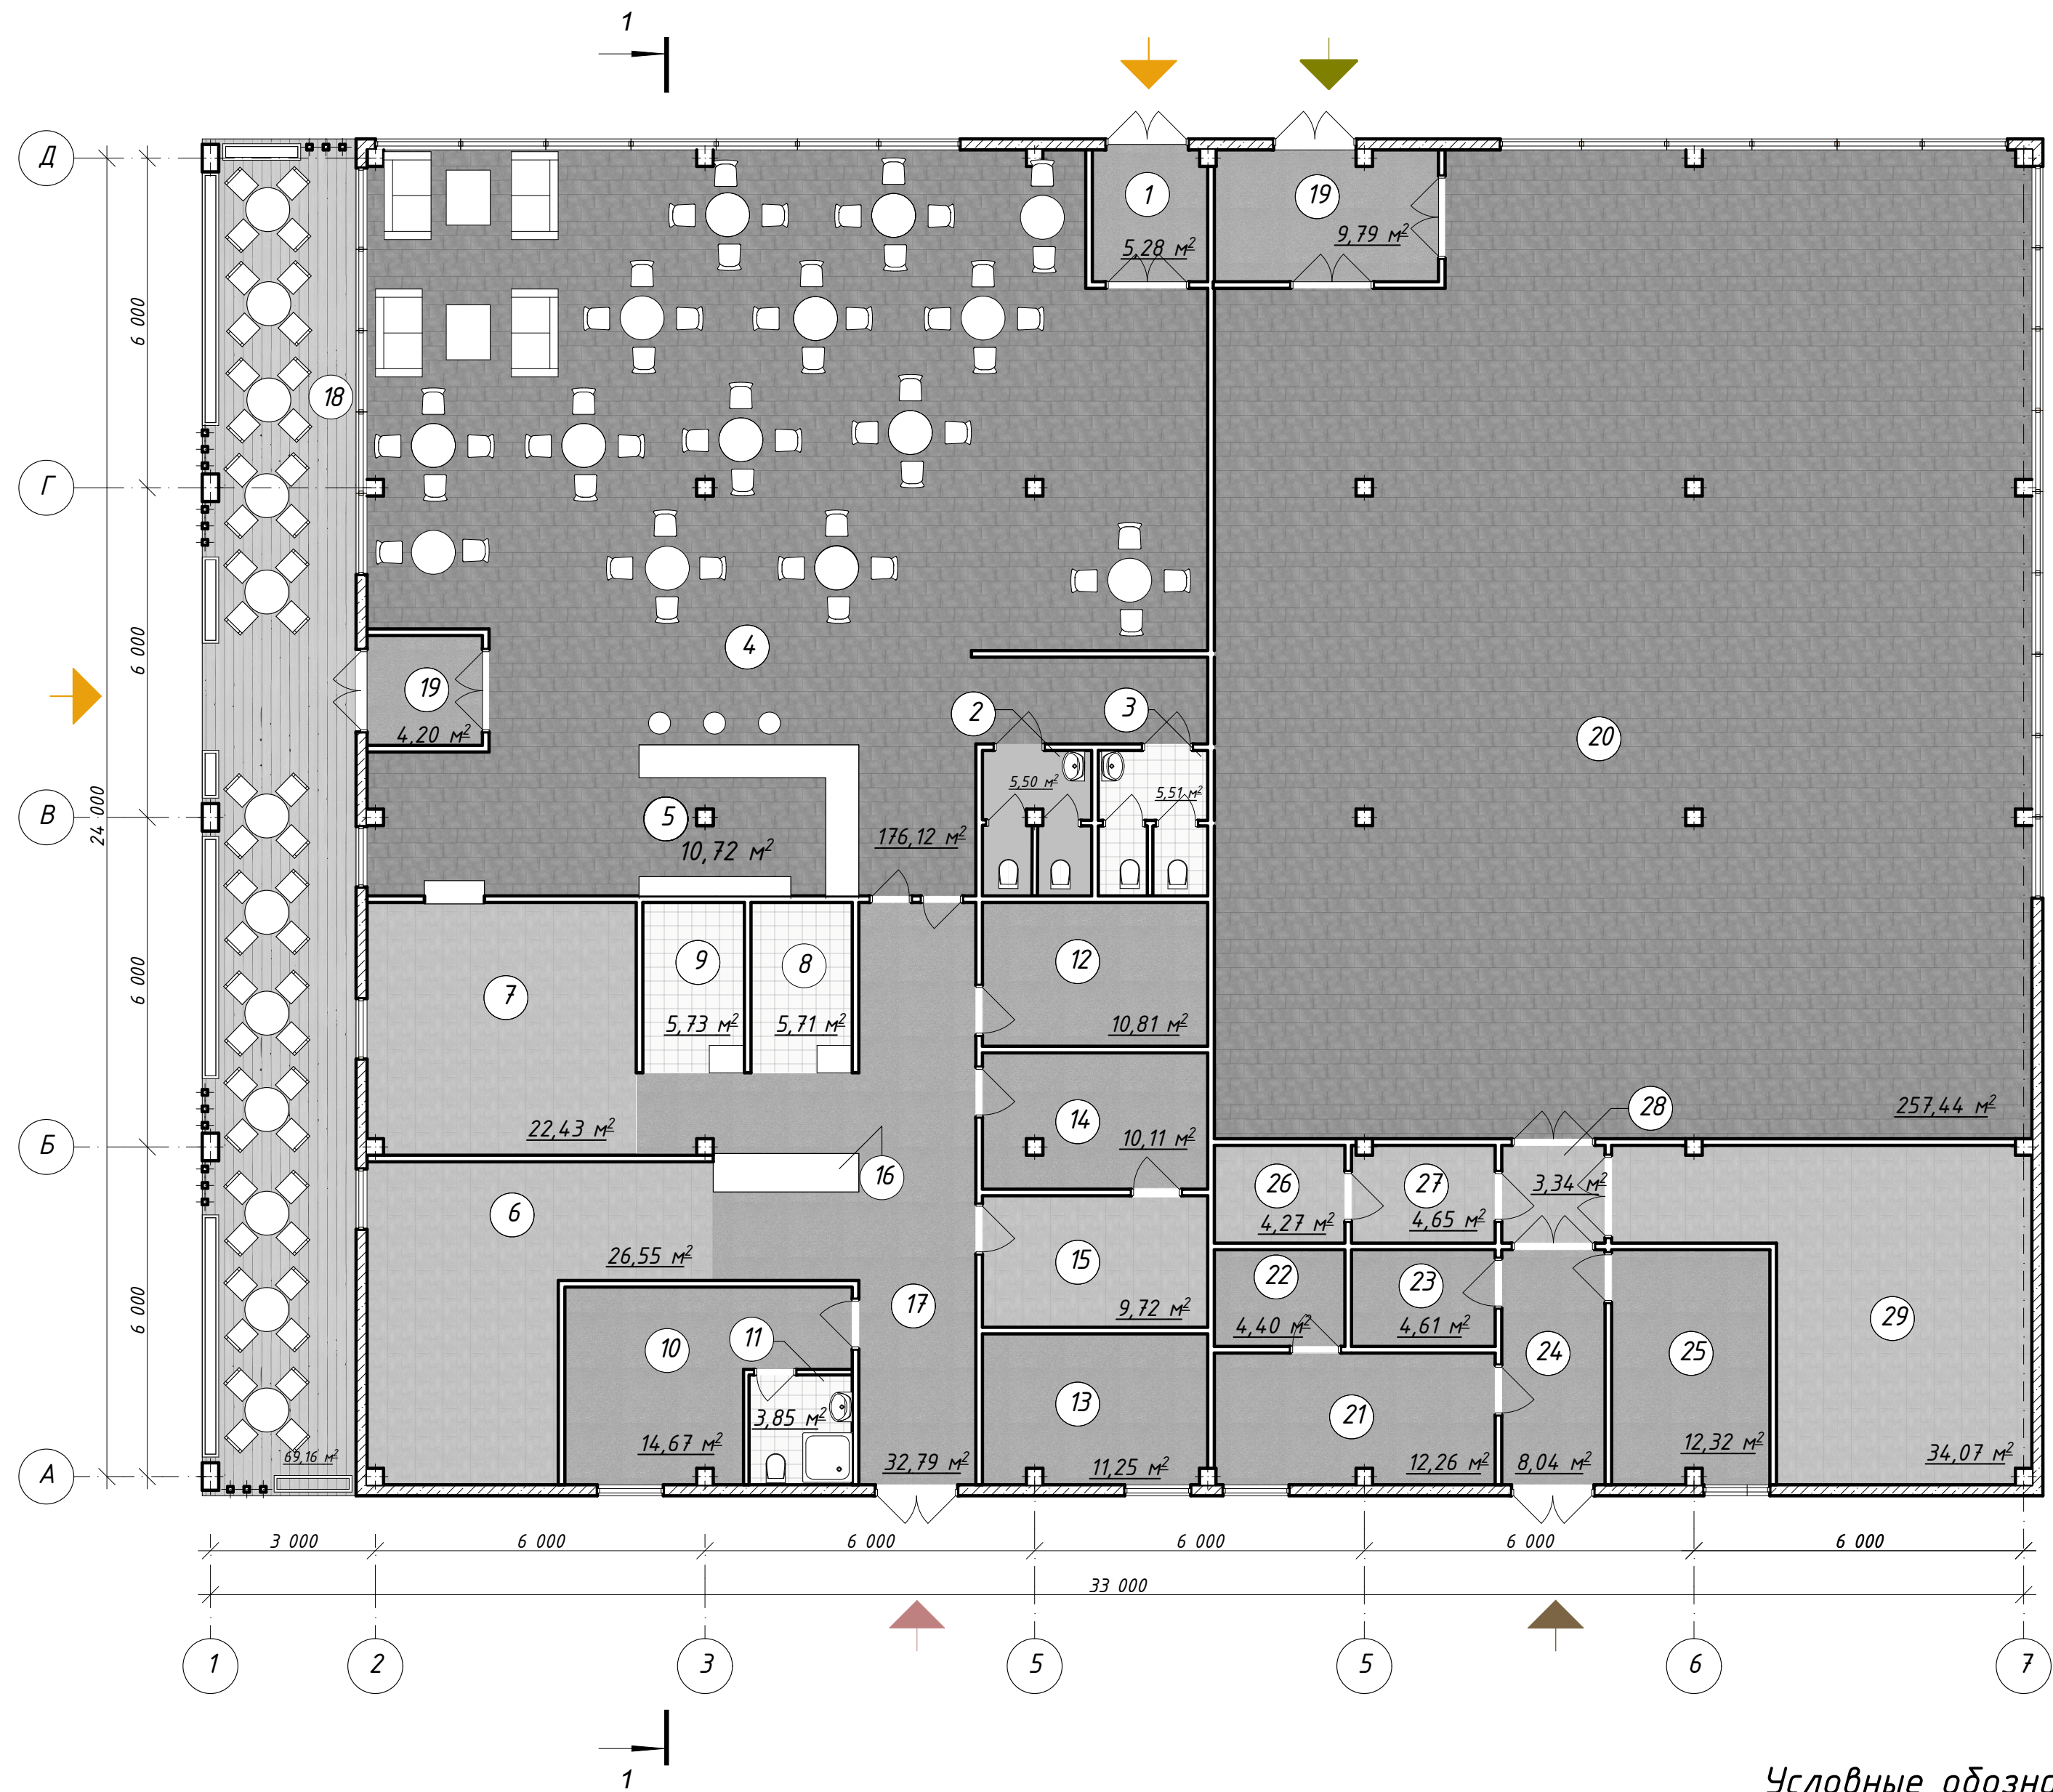 1
Д
Г
В
Б
А
6 000
6 000
6 000
6 000
24 000
1
5,28 м²
19
9,79 м²
18
4
19
4,20 м²
2
3
20
5,50 м²
5,51 м²
5
10,72 м²
176,12 м²
9
8
7
12
5,73 м²
5,71 м²
10,81 м²
22,43 м²
14
10,11 м²
28
257,44 м²
16
6
26
27
3,34 м²
4,27 м²
4,65 м²
26,55 м²
15
22
23
17
9,72 м²
4,40 м²
4,61 м²
29
10
11
24
25
13
21
3,85 м²
14,67 м²
69,16 м²
32,79 м²
11,25 м²
12,26 м²
8,04 м²
12,32 м²
34,07 м²
3 000
6 000
6 000
6 000
6 000
6 000
33 000
1
2
3
5
5
6
7
1
Условные обозна